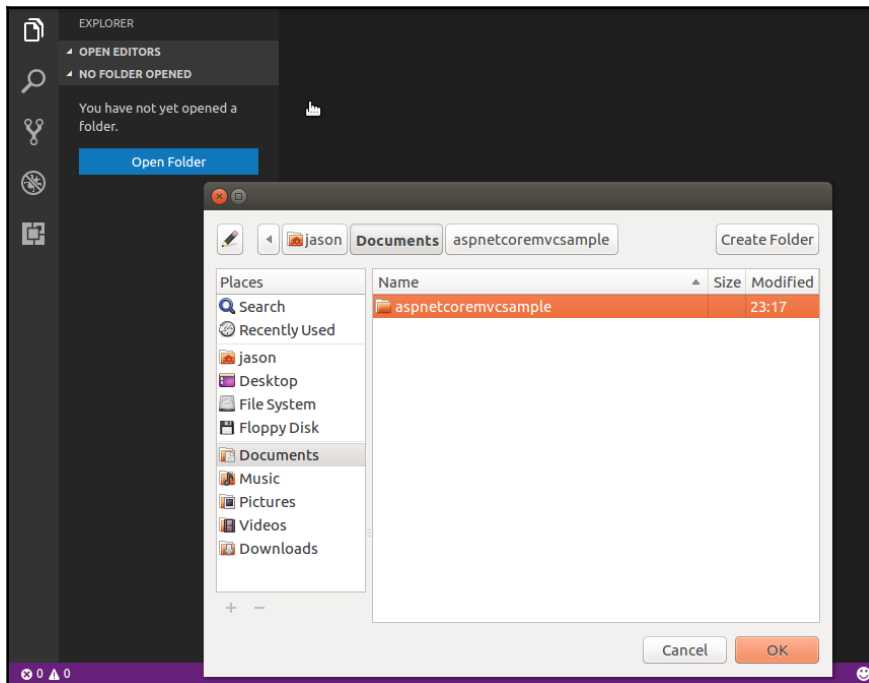 EXPLORER
OPEN EDITORS
NO FOLDER OPENED
You have not yet opened a
folder.
Open Folder
jason Documents aspnetcoremvcsample Create Folder
Places
Search
Recently Used
jason
Desktop
File System
Floppy Disk
Documents
Music
Pictures
Videos
Downloads
Name Size Modified
aspnetcoremvcsample 23:17
Cancel OK
0 0